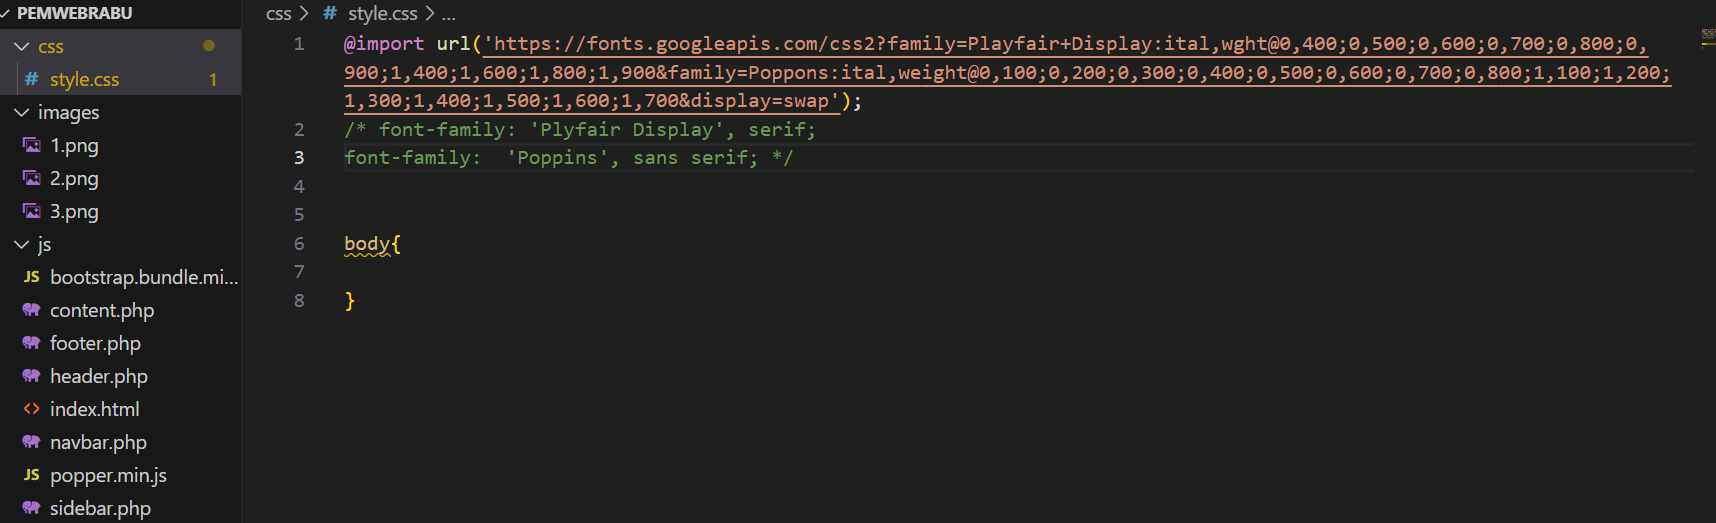 PEMWEBRABU
css
style.css 1
images
1.png
2.png
3.png
js
bootstrap.bundle.mi...
content.php
footer.php
header.php
index.html
navbar.php
popper.min.js
sidebar.php
css > # style.css > ...
1 @import url('https://fonts.googleapis.com/css2?family=Playfair+Display:ital,wght@0,400;0,500;0,600;0,700;0,800;0,
900;1,400;1,600;1,800;1,900&family=Poppons:ital,weight@0,100;0,200;0,300;0,400;0,500;0,600;0,700;0,800;1,100;1,200;
1,300;1,400;1,500;1,600;1,700&display=swap');
2 /* font-family: 'Plyfair Display', serif;
3 font-family:  'Poppins', sans serif; */
4
5
6 body{
7
8 }